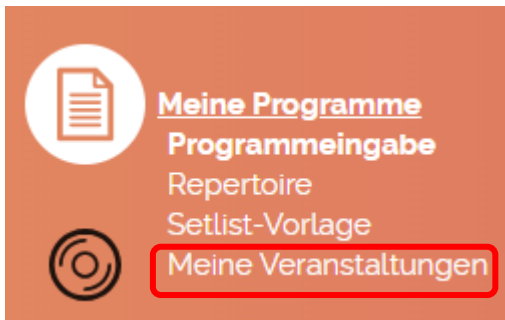 Meine Programme
Programmeingabe
Repertoire
Setlist-Vorlage
Meine Veranstaltungen